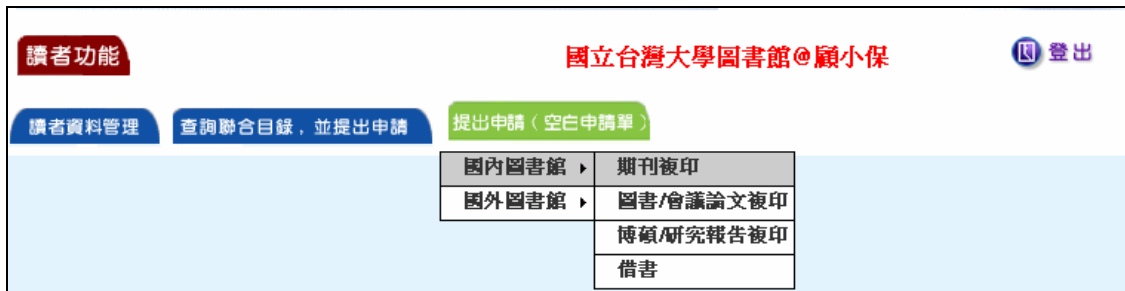 讀者功能 國立台灣大學圖書館@顧小保 登出
讀者資料管理 查詢聯合目錄,並提出申請 提出申請(空白申請單)
國內圖書館 期刊複印
國外圖書館 圖書/會議論文複印
博碩/研究報告複印
借書